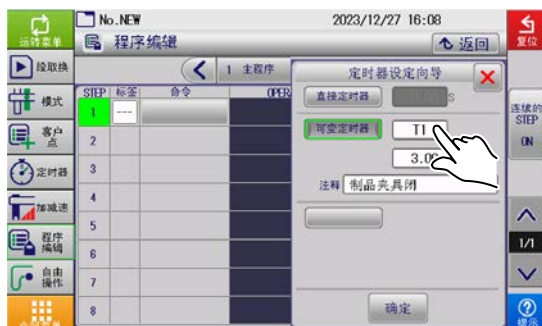 No.NEW 2023/12/27 16:08
运转菜单
程序编辑
返回
复位
段取换
1 主程序
定时器设定向导
STEP 标签 命令 OPER
直接定时器
S
模式
1 ---
连续的
STEP
ON
客户点
2
可变定时器 T1
定时器
3
3.00
注释 制品夹具闭
加减速
4
5
程序编辑
1/1
6
自由操作
7
8
确定
提示